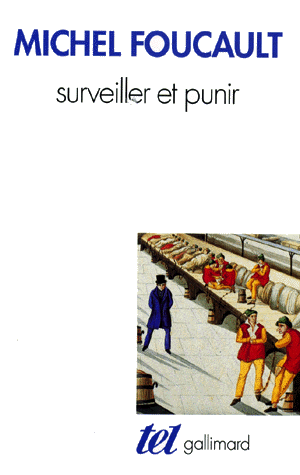 MICHEL FOUCAULT
surveiller et punir
tel gallimard